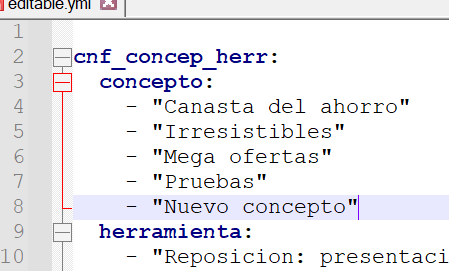 editable.yml
1
2 cnf_concep_herr:
3 concepto:
4 - "Canasta del ahorro"
5 - "Irresistibles"
6 - "Mega ofertas"
7 - "Pruebas"
8 - "Nuevo concepto"
9 herramienta:
10 - "Reposicion: presentaci